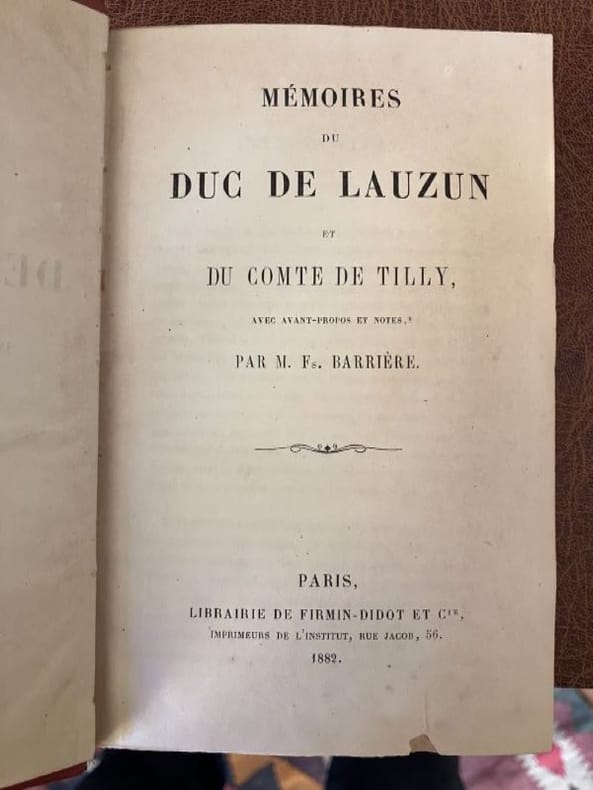 MÉMOIRES
DU
DUC DE LAUZUN
ET
DU COMTE DE TILLY,
AVEC AVANT-PROPOS ET NOTES,
PAR M. Fs. BARRIÈRE.
PARIS,
LIBRAIRIE DE FIRMIN-DIDOT ET Cie,
IMPRIMEURS DE L'INSTITUT, RUE JACOB, 56.
1882.